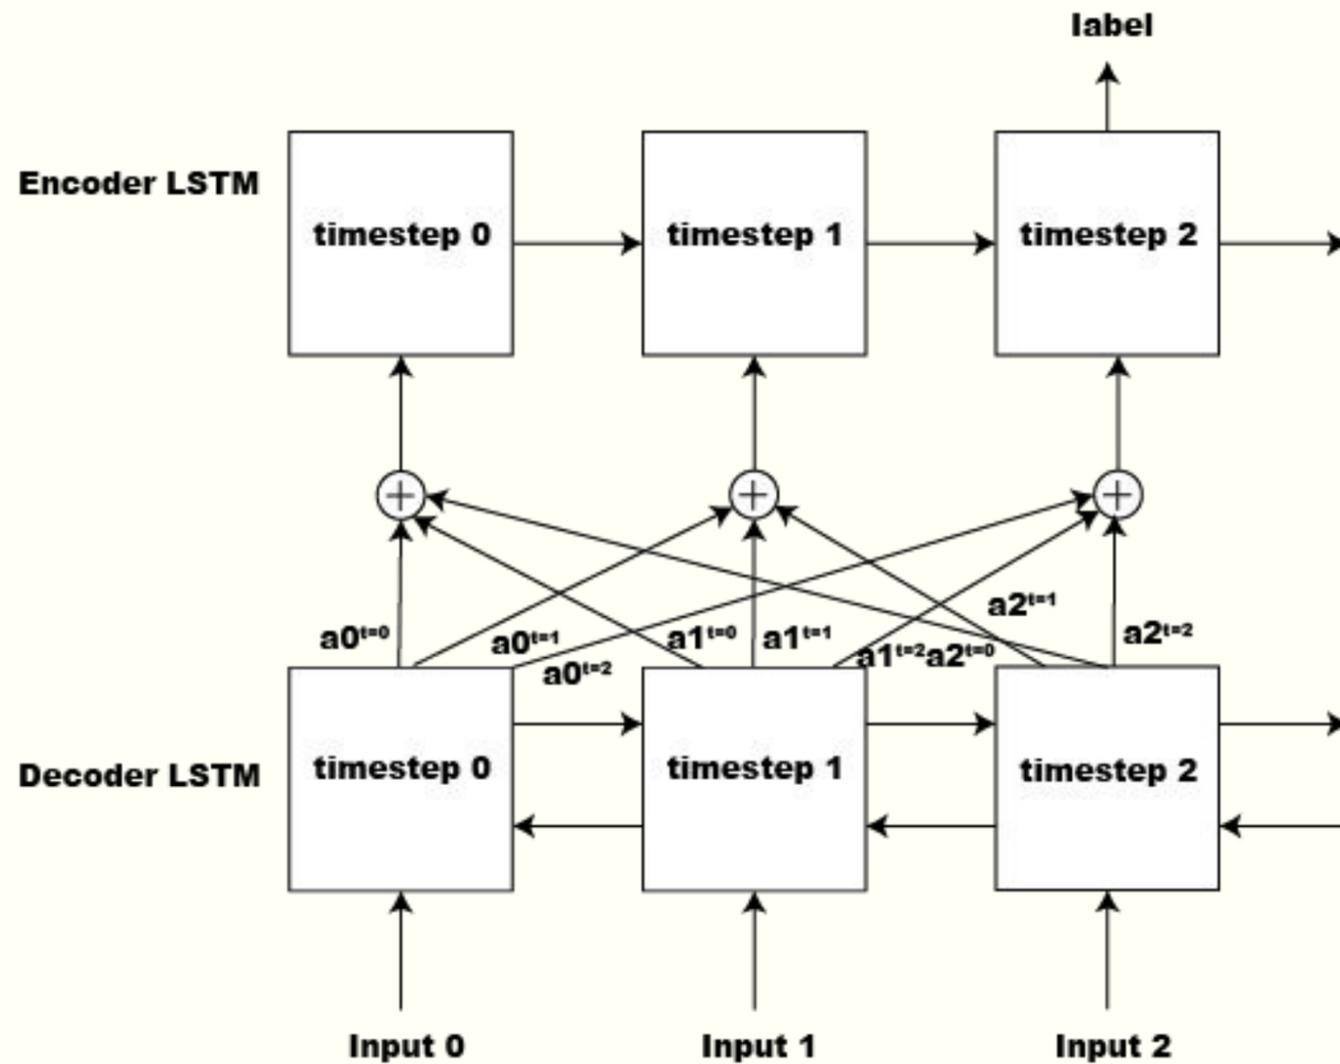 label
Encoder LSTM
timestep 0
timestep 1
timestep 2
a0t=0
a0t=1
a0t=2
a1t=0
a1t=1
a1t=2
a2t=0
a2t=1
a2t=2
Decoder LSTM
timestep 0
timestep 1
timestep 2
Input 0
Input 1
Input 2